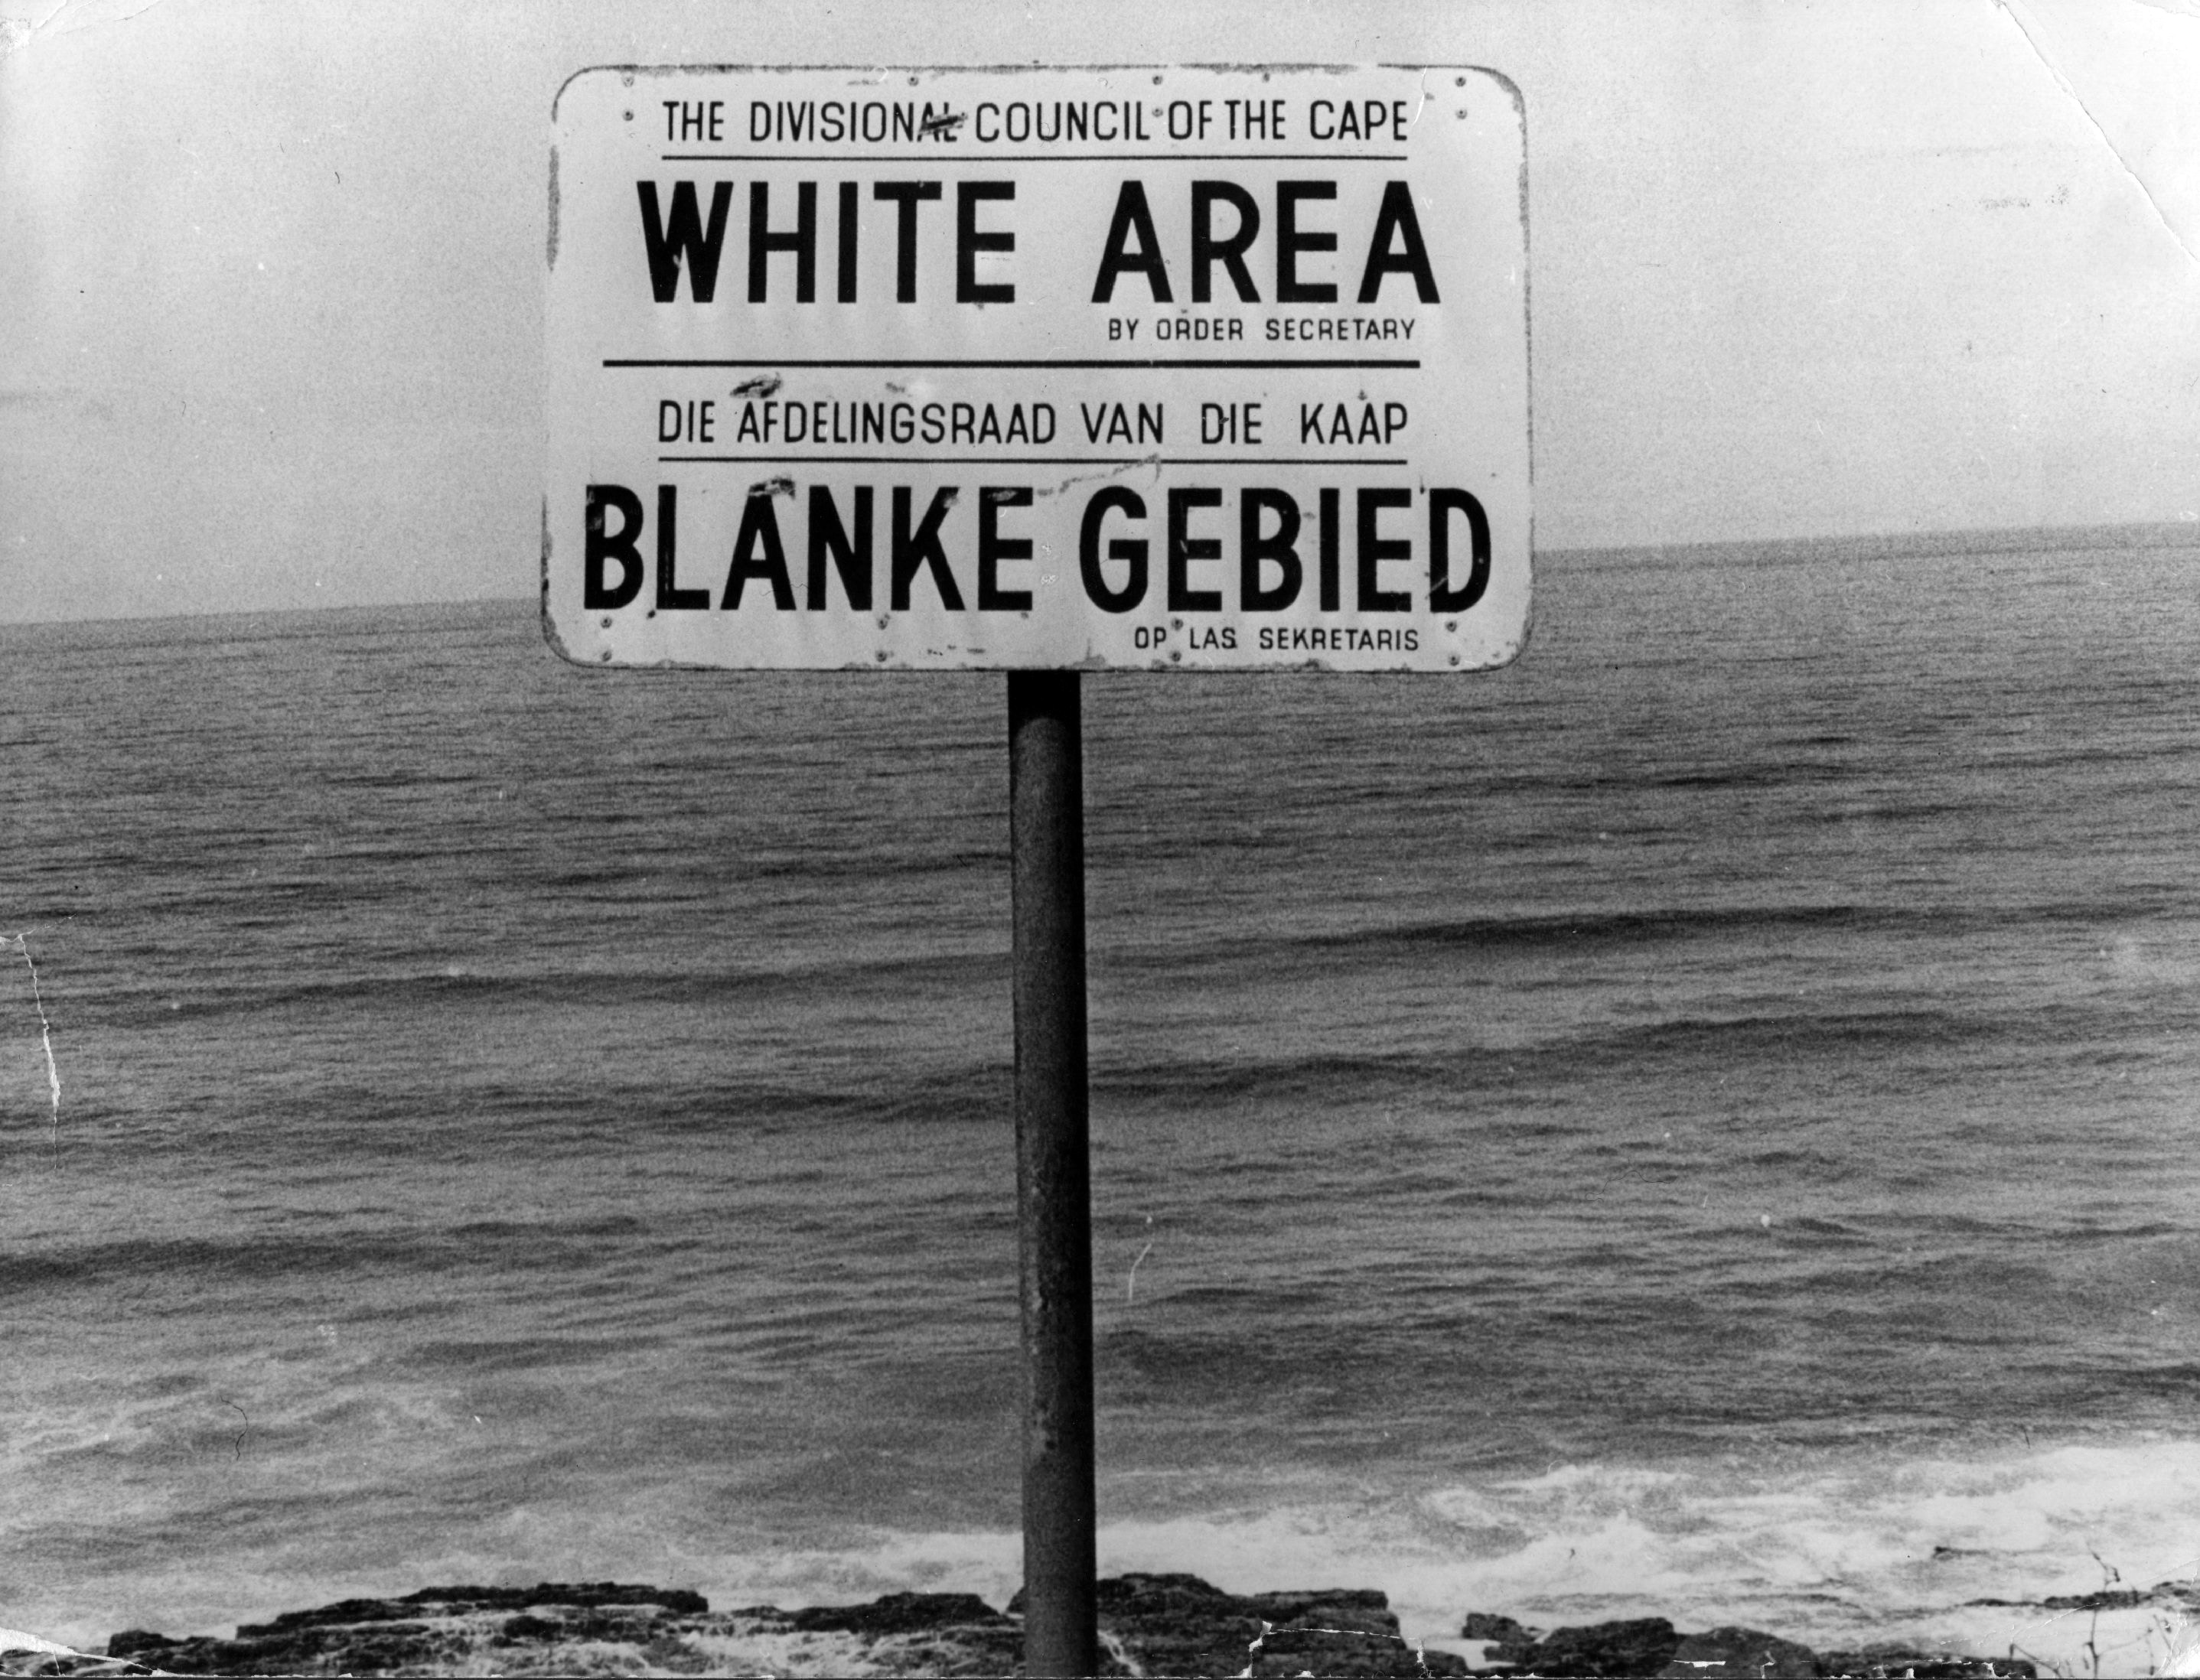 THE DIVISIONAL COUNCIL OF THE CAPE
WHITE AREA
BY ORDER SECRETARY
DIE AFDELINGSRAAD VAN DIE KAAP
BLANKE GEBIED
OP LAS SEKRETARIS